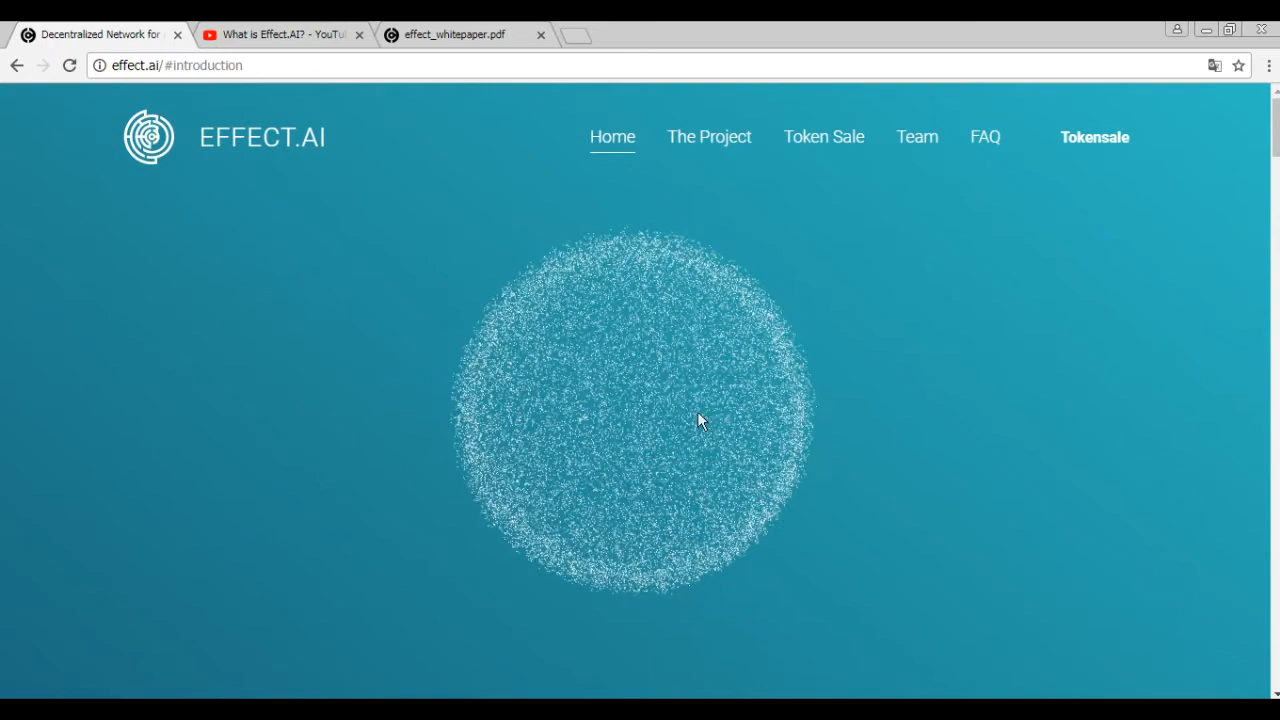 Decentralized Network for
What is Effect.AI? - YouTu
effect_whitepaper.pdf
effect.ai/#introduction
EFFECT.AI
Home
The Project
Token Sale
Team
FAQ
Tokensale